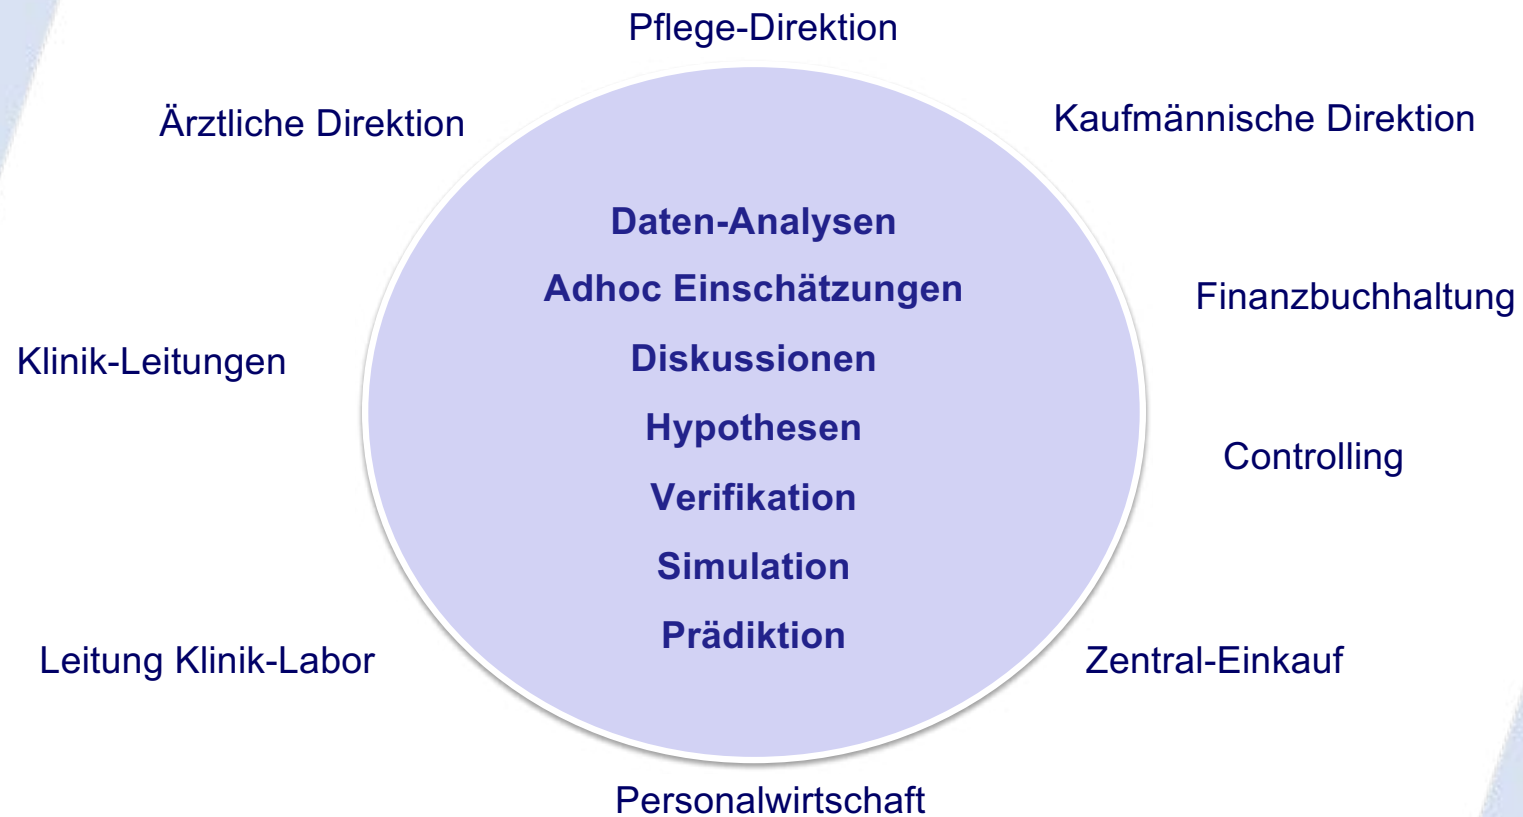 Pflege-Direktion
Ärztliche Direktion
Kaufmännische Direktion
Daten-Analysen
Adhoc Einschätzungen
Finanzbuchhaltung
Diskussionen
Klinik-Leitungen
Hypothesen
Controlling
Verifikation
Simulation
Prädiktion
Leitung Klinik-Labor
Zentral-Einkauf
Personalwirtschaft